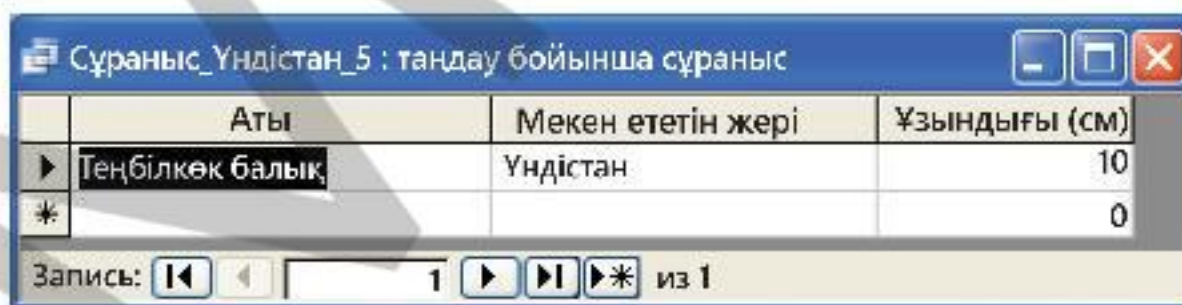 Сұраныс_Үндістан_5 : таңдау бойынша сұраныс
Аты Мекен ететін жері Ұзындығы (см)
Теңбілкөк балық Үндістан 10
0
Запись: 1 из 1